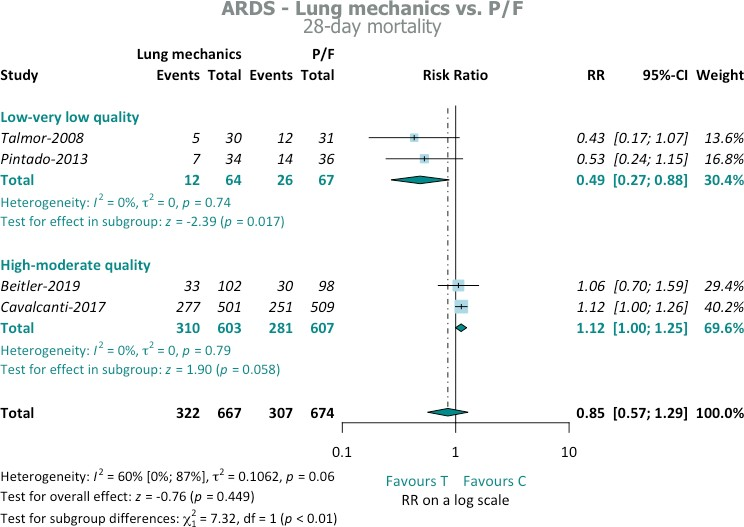 ARDS - Lung mechanics vs. P/F
28-day mortality
Lung mechanics P/F
Study Events Total Events Total Risk Ratio RR 95%-CI Weight
Low-very low quality
Talmor-2008 5 30 12 31 0.43 [0.17; 1.07] 13.6%
Pintado-2013 7 34 14 36 0.53 [0.24; 1.15] 16.8%
Total 12 64 26 67 0.49 [0.27; 0.88] 30.4%
Heterogeneity: I² = 0%, τ² = 0, p = 0.74
Test for effect in subgroup: z = -2.39 (p = 0.017)
High-moderate quality
Beitler-2019 33 102 30 98 1.06 [0.70; 1.59] 29.4%
Cavalcanti-2017 277 501 251 509 1.12 [1.00; 1.26] 40.2%
Total 310 603 281 607 1.12 [1.00; 1.25] 69.6%
Heterogeneity: I² = 0%, τ² = 0, p = 0.79
Test for effect in subgroup: z = 1.90 (p = 0.058)
Total 322 667 307 674 0.85 [0.57; 1.29] 100.0%
0.1 1 10
Heterogeneity: I² = 60% [0%; 87%], τ² = 0.1062, p = 0.06
Favours T Favours C
Test for overall effect: z = -0.76 (p = 0.449)
RR on a log scale
Test for subgroup differences: χ²₁ = 7.32, df = 1 (p < 0.01)